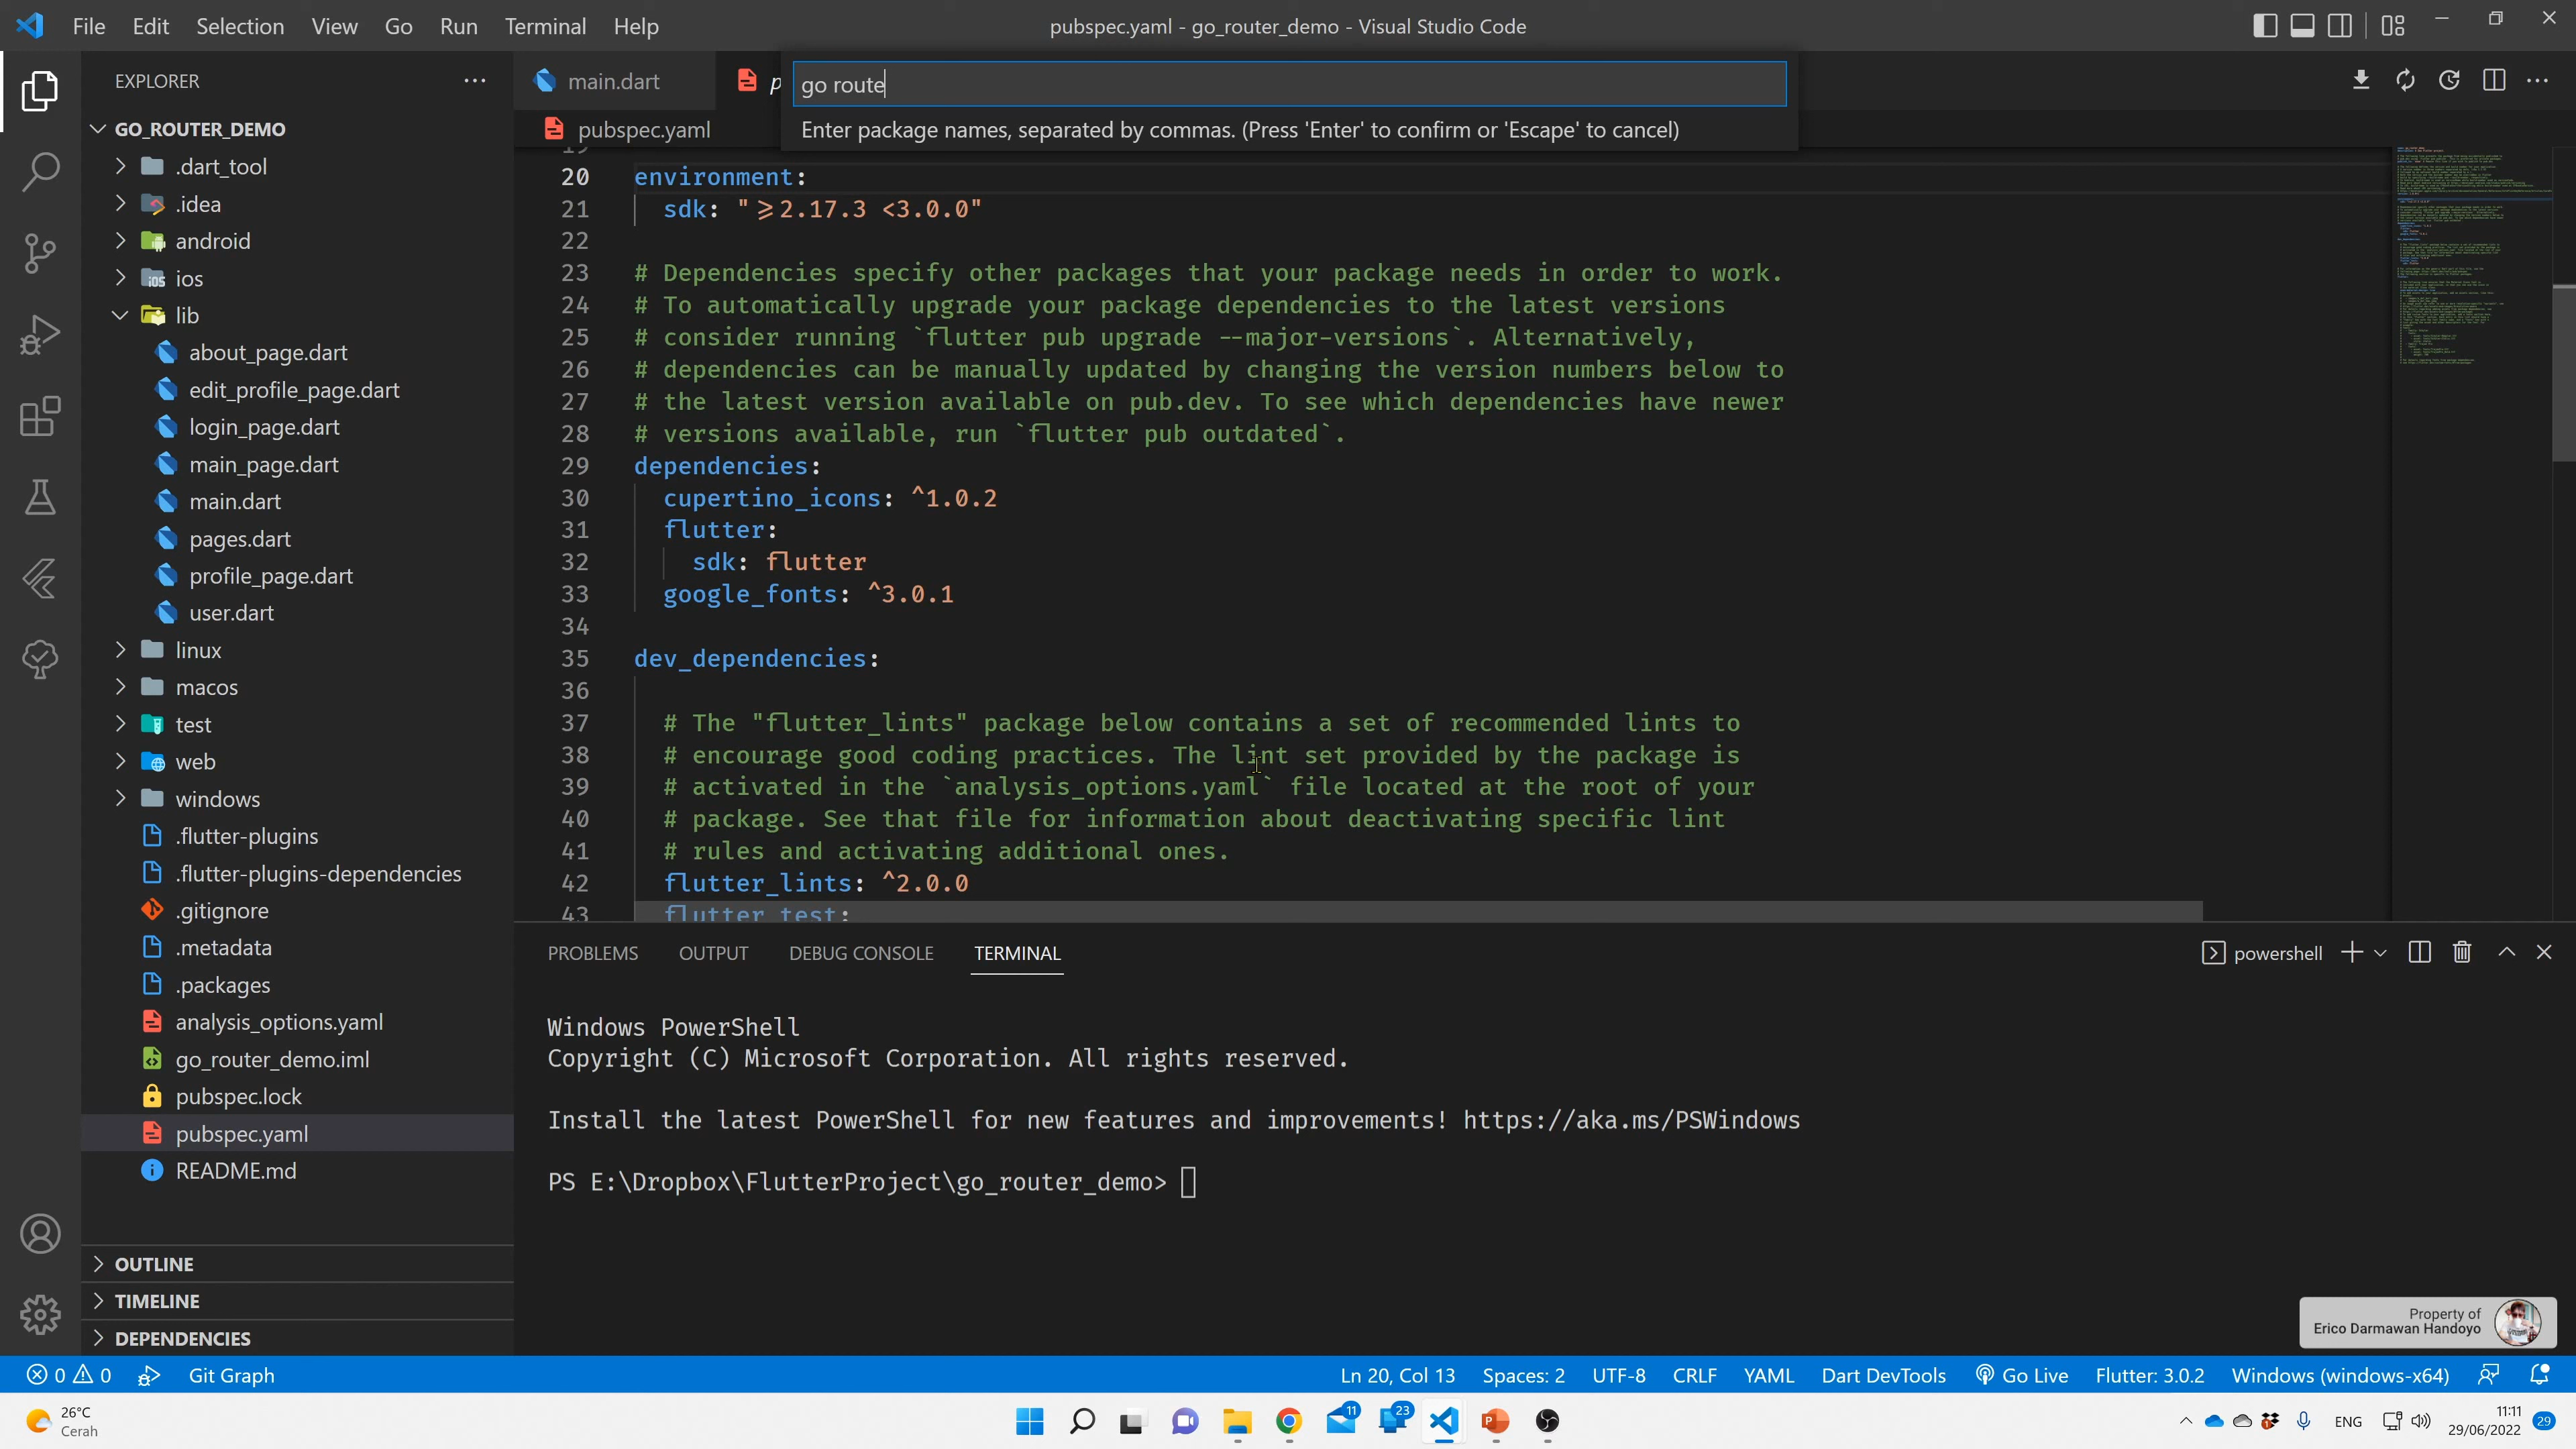 File Edit Selection View Go Run Terminal Help
pubspec.yaml - go_router_demo - Visual Studio Code
EXPLORER
GO_ROUTER_DEMO
.dart_tool
.idea
android
ios
lib
about_page.dart
edit_profile_page.dart
login_page.dart
main_page.dart
main.dart
pages.dart
profile_page.dart
user.dart
linux
macos
test
web
windows
.flutter-plugins
.flutter-plugins-dependencies
.gitignore
.metadata
.packages
analysis_options.yaml
go_router_demo.iml
pubspec.lock
pubspec.yaml
README.md
OUTLINE
TIMELINE
DEPENDENCIES
main.dart
p
go route
pubspec.yaml
Enter package names, separated by commas. (Press 'Enter' to confirm or 'Escape' to cancel)
19
20 environment:
21 sdk: ">=2.17.3 <3.0.0"
22
23 # Dependencies specify other packages that your package needs in order to work.
24 # To automatically upgrade your package dependencies to the latest versions
25 # consider running `flutter pub upgrade --major-versions`. Alternatively,
26 # dependencies can be manually updated by changing the version numbers below to
27 # the latest version available on pub.dev. To see which dependencies have newer
28 # versions available, run `flutter pub outdated`.
29 dependencies:
30 cupertino_icons: ^1.0.2
31 flutter:
32 sdk: flutter
33 google_fonts: ^3.0.1
34
35 dev_dependencies:
36
37 # The "flutter_lints" package below contains a set of recommended lints to
38 # encourage good coding practices. The lint set provided by the package is
39 # activated in the `analysis_options.yaml` file located at the root of your
40 # package. See that file for information about deactivating specific lint
41 # rules and activating additional ones.
42 flutter_lints: ^2.0.0
43 flutter_test:
PROBLEMS OUTPUT DEBUG CONSOLE TERMINAL
powershell
Windows PowerShell
Copyright (C) Microsoft Corporation. All rights reserved.
Install the latest PowerShell for new features and improvements! https://aka.ms/PSWindows
PS E:\Dropbox\FlutterProject\go_router_demo>
Property of
Erico Darmawan Handoyo
0 0 Git Graph
Ln 20, Col 13 Spaces: 2 UTF-8 CRLF YAML Dart DevTools Go Live Flutter: 3.0.2 Windows (windows-x64)
26°C
Cerah
11
23
ENG
11:11
29/06/2022
29